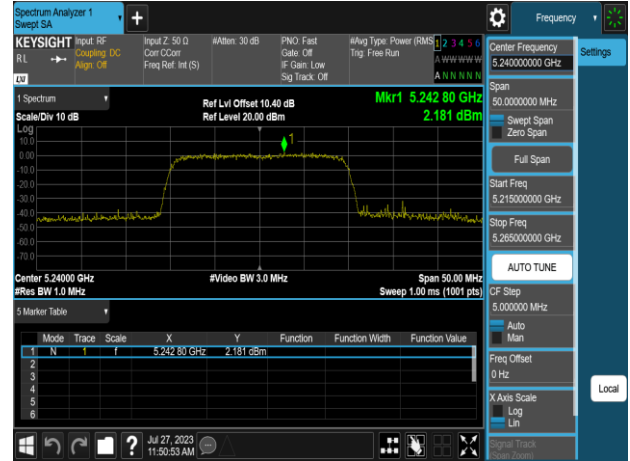 Spectrum Analyzer 1
Swept SA
+
Frequency
KEYSIGHT
RL
LXI
Input: RF
Coupling: DC
Align: Off
Input Z: 50 Ω
Corr CCorr
Freq Ref: Int (S)
#Atten: 30 dB
PNO: Fast
Gate: Off
IF Gain: Low
Sig Track: Off
#Avg Type: Power (RMS
Trig: Free Run
1 2 3 4 5 6
A W W W W W
A N N N N N
1 Spectrum
Scale/Div 10 dB
Ref Lvl Offset 10.40 dB
Ref Level 20.00 dBm
Mkr1 5.242 80 GHz
2.181 dBm
Log
10.0
0.00
-10.0
-20.0
-30.0
-40.0
-50.0
-60.0
-70.0
1
Center 5.24000 GHz
#Res BW 1.0 MHz
#Video BW 3.0 MHz
Span 50.00 MHz
Sweep 1.00 ms (1001 pts)
5 Marker Table
Mode Trace Scale X Y Function Function Width Function Value
1 N 1 f 5.242 80 GHz 2.181 dBm
2
3
4
5
6
Center Frequency
5.240000000 GHz
Settings
Span
50.0000000 MHz
Swept Span
Zero Span
Full Span
Start Freq
5.215000000 GHz
Stop Freq
5.265000000 GHz
AUTO TUNE
CF Step
5.000000 MHz
Auto
Man
Freq Offset
0 Hz
X Axis Scale
Log
Lin
Local
Signal Track
(Span Zoom)
?
Jul 27, 2023
11:50:53 AM